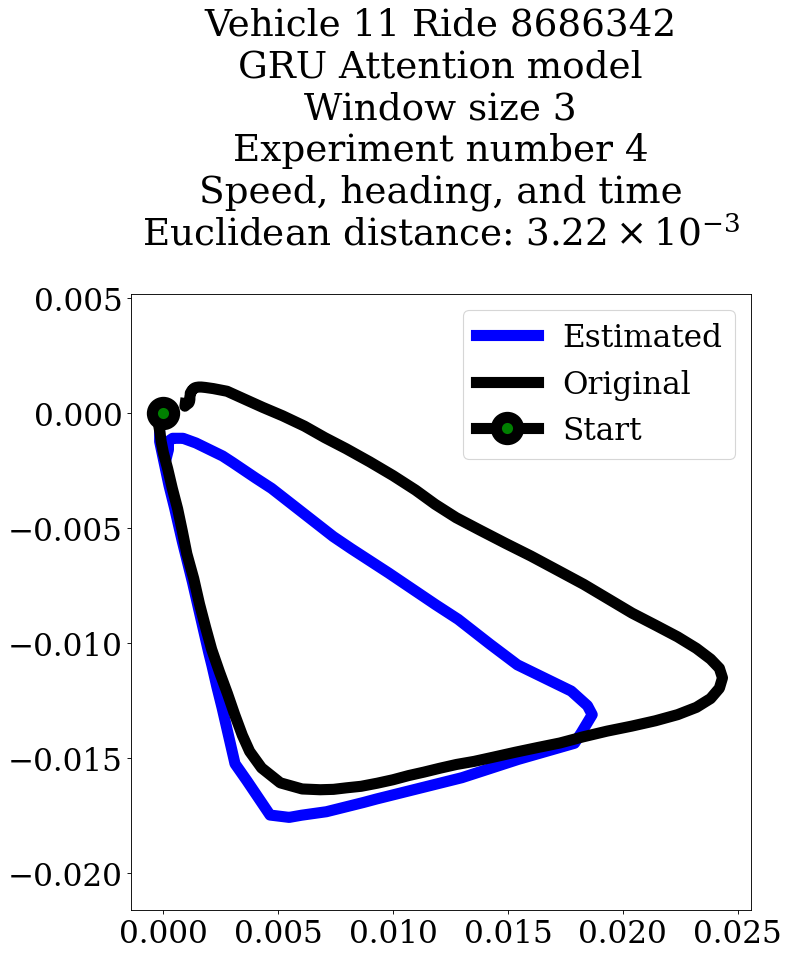 Vehicle 11 Ride 8686342
GRU Attention model
Window size 3
Experiment number 4
Speed, heading, and time
Euclidean distance: 3.22 × 10⁻³
0.005
0.000
−0.005
−0.010
−0.015
−0.020
Estimated
Original
Start
0.000 0.005 0.010 0.015 0.020 0.025